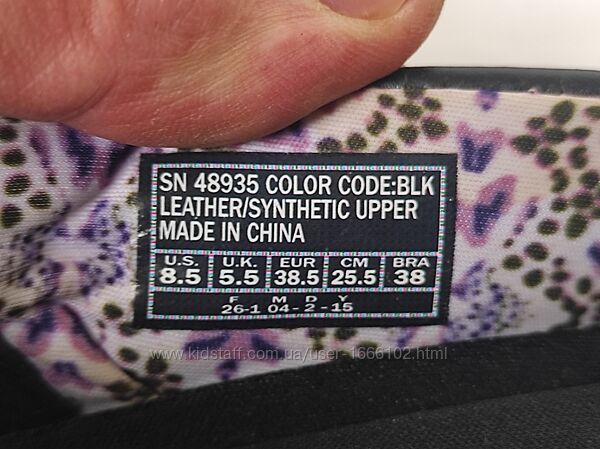 SN 48935 COLOR CODE:BLK
LEATHER/SYNTHETIC UPPER
MADE IN CHINA
U.S. U.K EUR CM BRA
8.5 5.5 38.5 25.5 38
F M D Y
26-1 04-2-15
www.kidstaff.com.ua/user-1666102.html